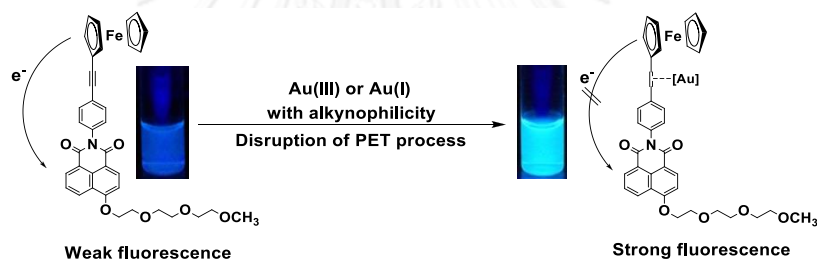 Fe
e⁻
N
O
O
O
O
O
OCH₃
Weak fluorescence
Au(III) or Au(I)
with alkynophilicity
Disruption of PET process
Fe
e⁻
[Au]
N
O
O
O
O
O
OCH₃
Strong fluorescence